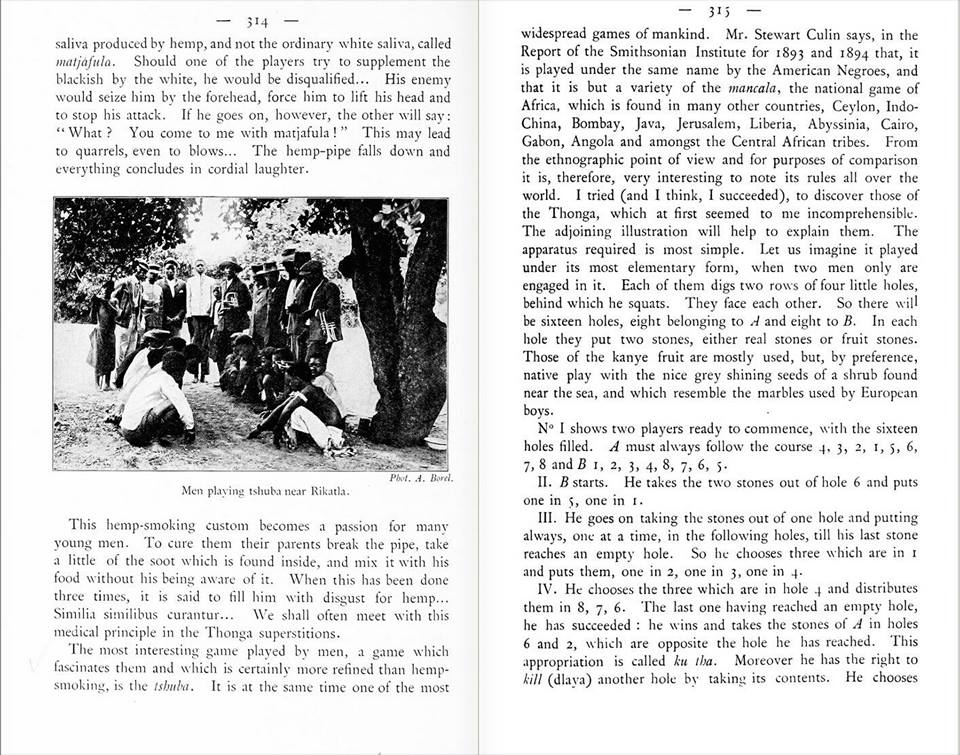 — 314 —
saliva produced by hemp, and not the ordinary white saliva, called
matjafula. Should one of the players try to supplement the
blackish by the white, he would be disqualified... His enemy
would seize him by the forehead, force him to lift his head and
to stop his attack. If he goes on, however, the other will say:
“What? You come to me with matjafula!” This may lead
to quarrels, even to blows... The hemp-pipe falls down and
everything concludes in cordial laughter.
Phot. A. Borel.
Men playing tshuba near Rikatla.
This hemp-smoking custom becomes a passion for many
young men. To cure them their parents break the pipe, take
a little of the soot which is found inside, and mix it with his
food without his being aware of it. When this has been done
three times, it is said to fill him with disgust for hemp...
Similia similibus curantur... We shall often meet with this
medical principle in the Thonga superstitions.
The most interesting game played by men, a game which
fascinates them and which is certainly more refined than hemp-
smoking, is the tshuba. It is at the same time one of the most
— 315 —
widespread games of mankind. Mr. Stewart Culin says, in the
Report of the Smithsonian Institute for 1893 and 1894 that, it
is played under the same name by the American Negroes, and
that it is but a variety of the mancala, the national game of
Africa, which is found in many other countries, Ceylon, Indo-
China, Bombay, Java, Jerusalem, Liberia, Abyssinia, Cairo,
Gabon, Angola and amongst the Central African tribes. From
the ethnographic point of view and for purposes of comparison
it is, therefore, very interesting to note its rules all over the
world. I tried (and I think, I succeeded), to discover those of
the Thonga, which at first seemed to me incomprehensible.
The adjoining illustration will help to explain them. The
apparatus required is most simple. Let us imagine it played
under its most elementary form, when two men only are
engaged in it. Each of them digs two rows of four little holes,
behind which he squats. They face each other. So there will
be sixteen holes, eight belonging to A and eight to B. In each
hole they put two stones, either real stones or fruit stones.
Those of the kanye fruit are mostly used, but, by preference,
native play with the nice grey shining seeds of a shrub found
near the sea, and which resemble the marbles used by European
boys.
Nº I shows two players ready to commence, with the sixteen
holes filled. A must always follow the course 4, 3, 2, 1, 5, 6,
7, 8 and B 1, 2, 3, 4, 8, 7, 6, 5.
II. B starts. He takes the two stones out of hole 6 and puts
one in 5, one in 1.
III. He goes on taking the stones out of one hole and putting
always, one at a time, in the following holes, till his last stone
reaches an empty hole. So he chooses three which are in 1
and puts them, one in 2, one in 3, one in 4.
IV. He chooses the three which are in hole 4 and distributes
them in 8, 7, 6. The last one having reached an empty hole,
he has succeeded : he wins and takes the stones of A in holes
6 and 2, which are opposite the hole he has reached. This
appropriation is called ku tha. Moreover he has the right to
kill (dlaya) another hole by taking its contents. He chooses